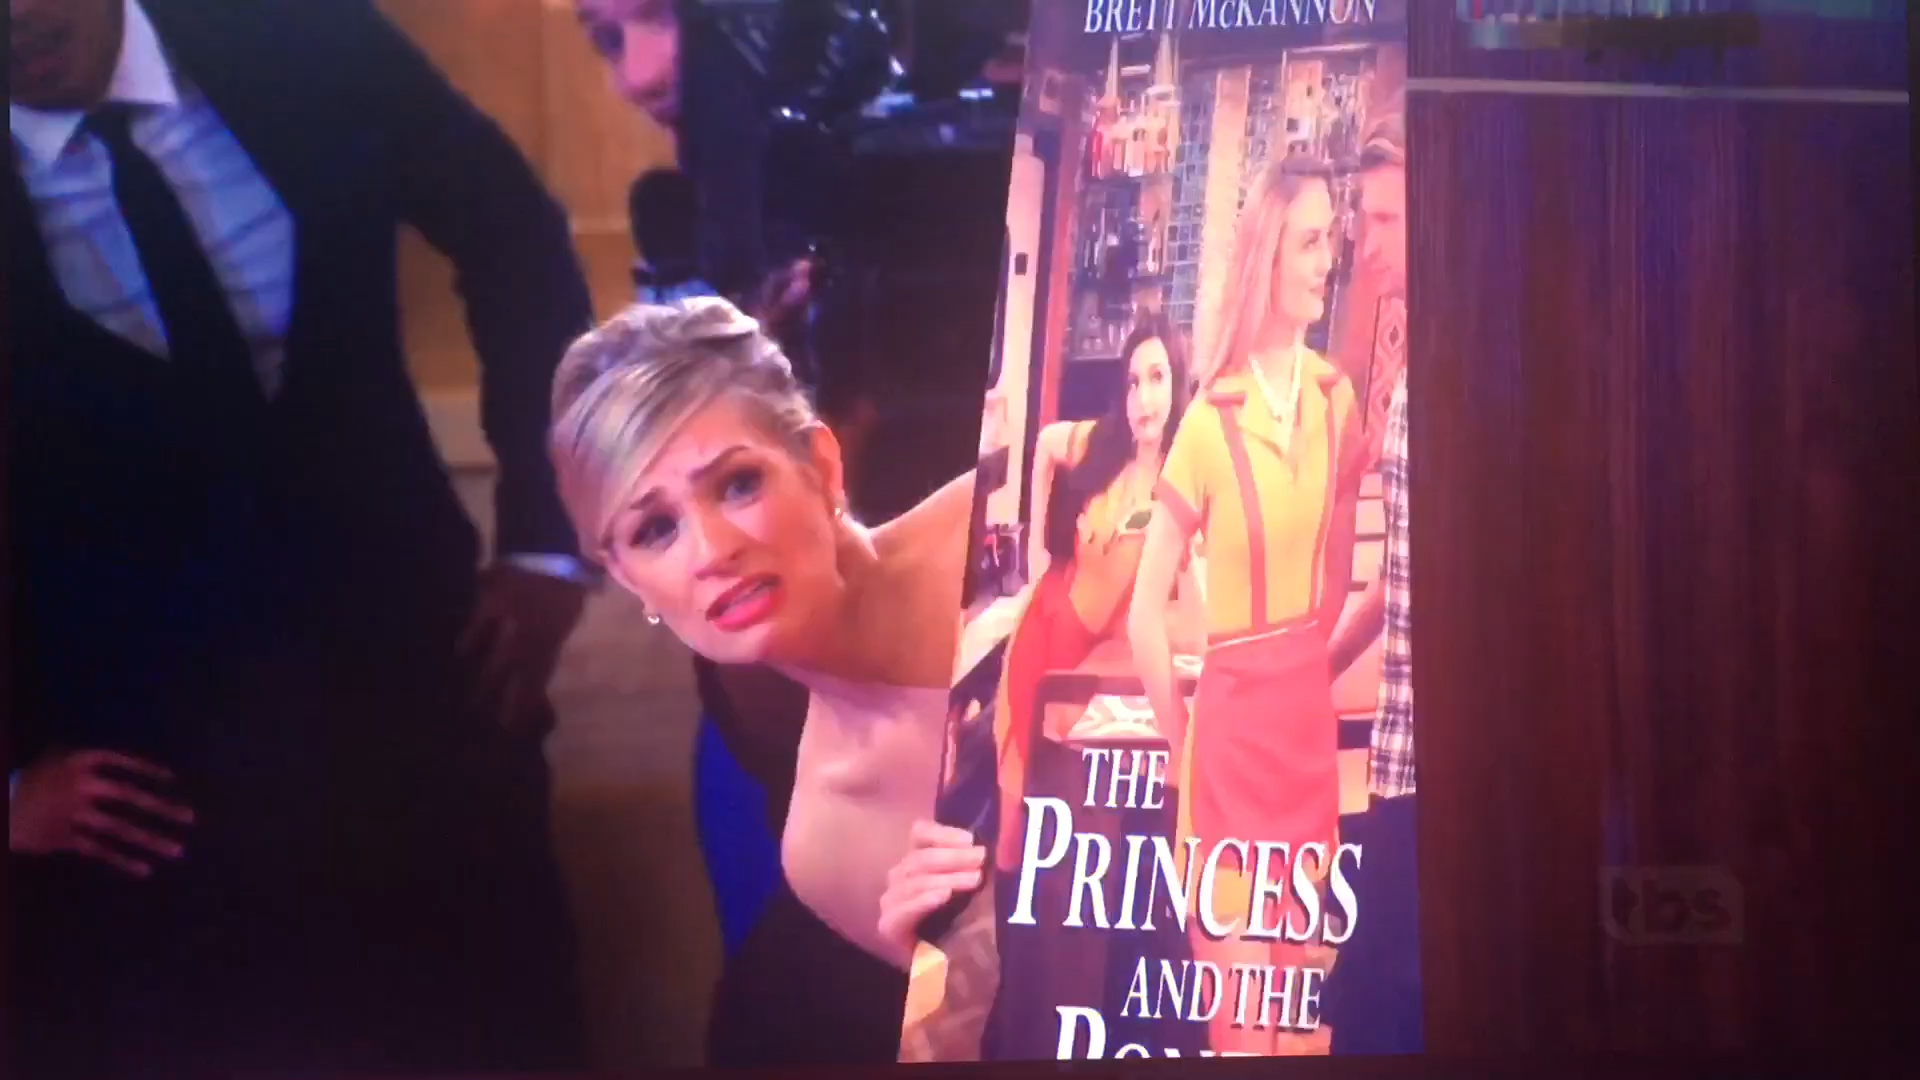 BRETT McKANNON
THE
PRINCESS
AND THE
tbs